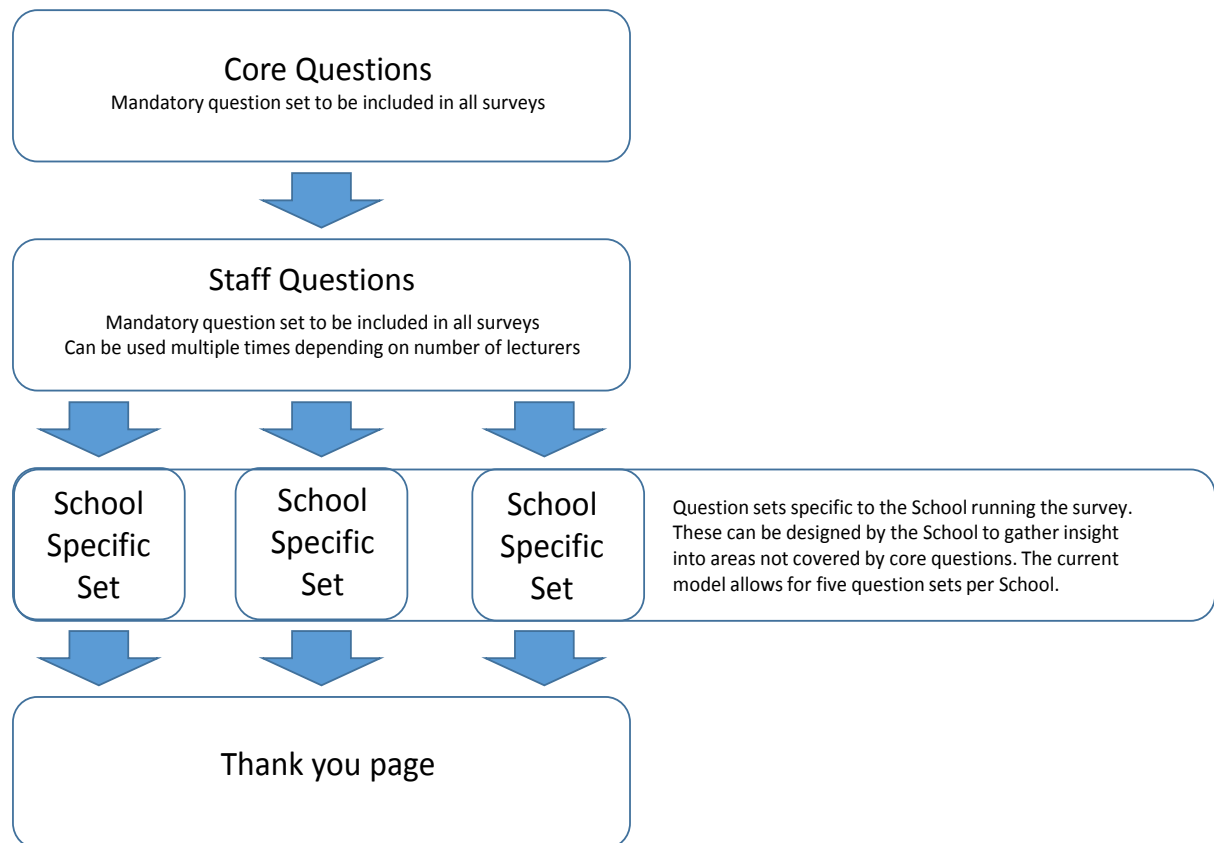 Core Questions
Mandatory question set to be included in all surveys
Staff Questions
Mandatory question set to be included in all surveys
Can be used multiple times depending on number of lecturers
School
Specific
Set
School
Specific
Set
School
Specific
Set
Question sets specific to the School running the survey.
These can be designed by the School to gather insight
into areas not covered by core questions. The current
model allows for five question sets per School.
Thank you page